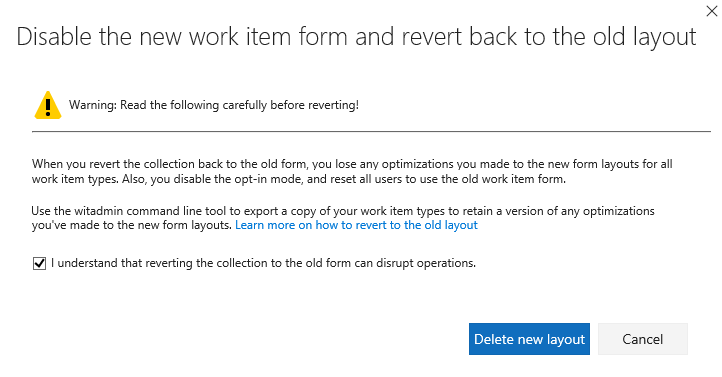 Disable the new work item form and revert back to the old layout
Warning: Read the following carefully before reverting!
When you revert the collection back to the old form, you lose any optimizations you made to the new form layouts for all
work item types. Also, you disable the opt-in mode, and reset all users to use the old work item form.
Use the witadmin command line tool to export a copy of your work item types to retain a version of any optimizations
you've made to the new form layouts. Learn more on how to revert to the old layout
I understand that reverting the collection to the old form can disrupt operations.
Delete new layout Cancel